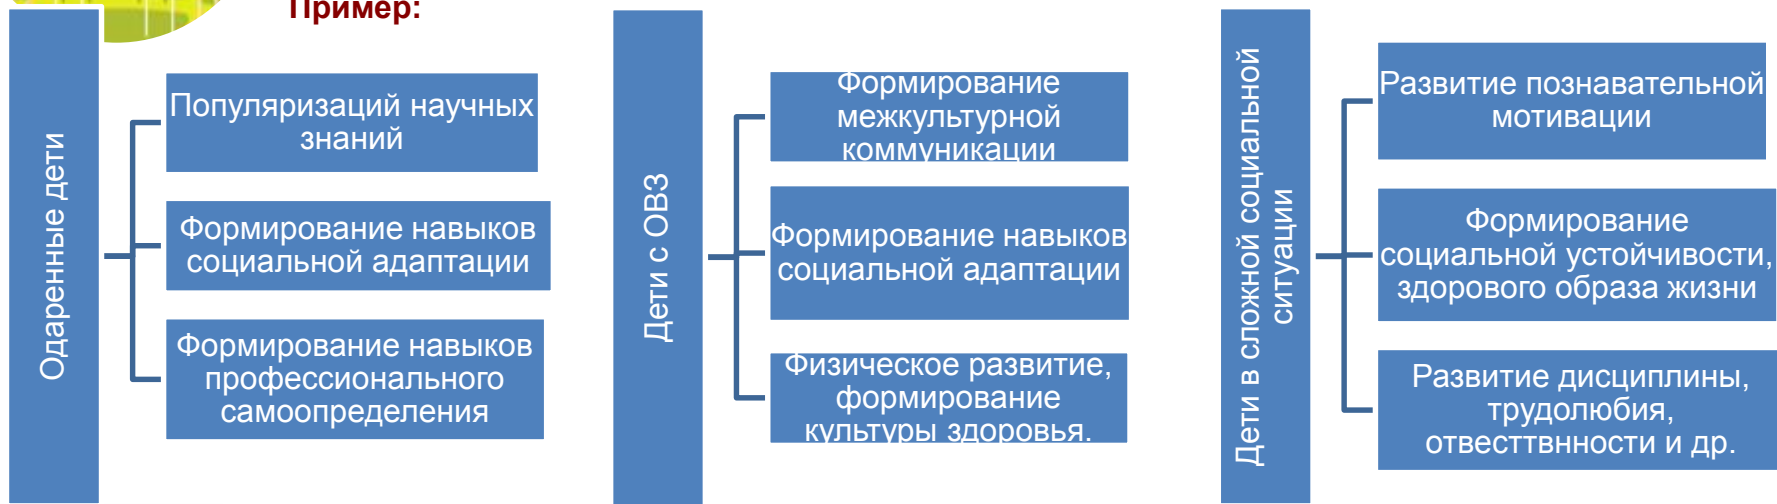 Пример:
Одаренные дети
Популяризаций научных
знаний
Формирование навыков
социальной адаптации
Формирование навыков
профессионального
самоопределения
Дети с ОВЗ
Формирование
межкультурной
коммуникации
Формирование навыков
социальной адаптации
Физическое развитие,
формирование
культуры здоровья.
Дети в сложной социальной
ситуации
Развитие познавательной
мотивации
Формирование
социальной устойчивости,
здорового образа жизни
Развитие дисциплины,
трудолюбия,
отвесттвнности и др.